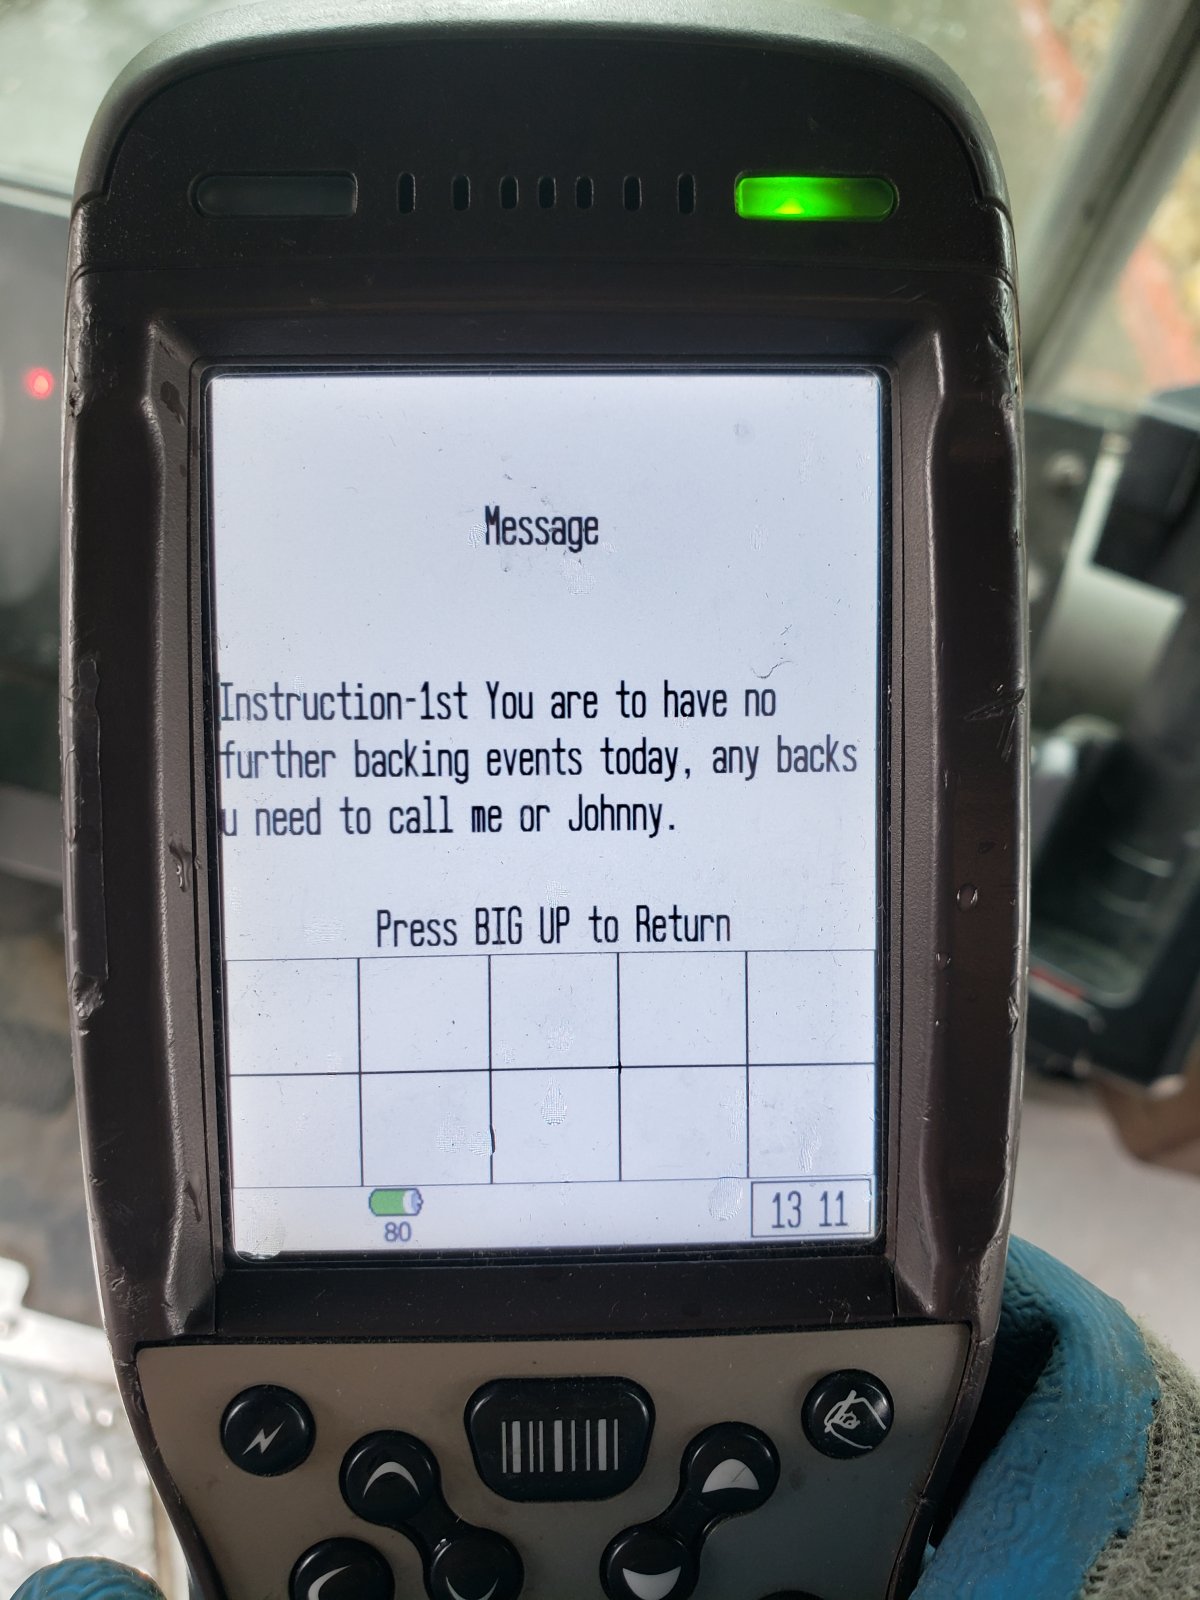 Message
Instruction-1st You are to have no
further backing events today, any backs
u need to call me or Johnny.
Press BIG UP to Return
80
13 11